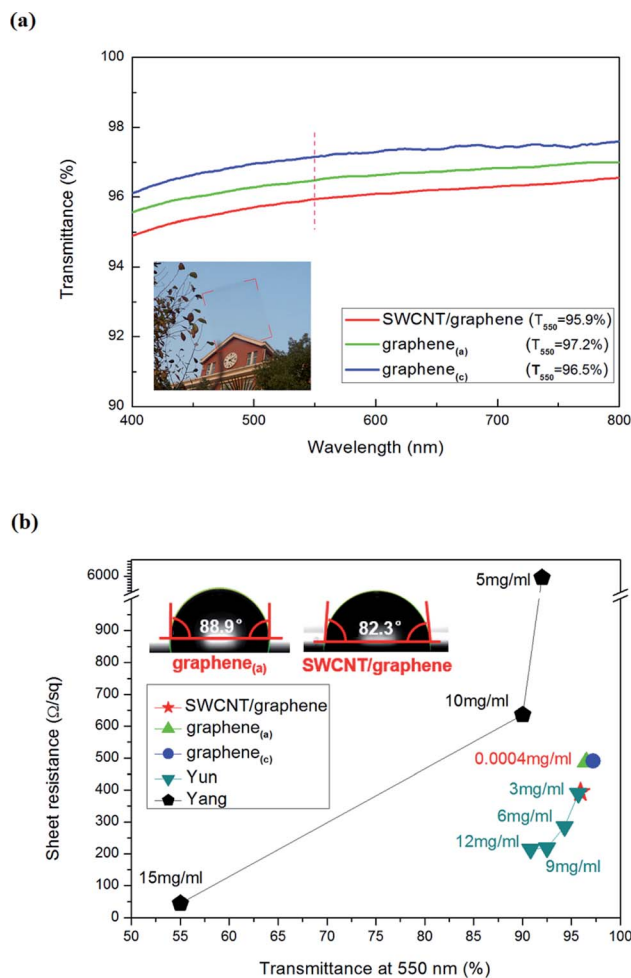 (a)
100
98
96
94
92
90
Transmittance (%)
SWCNT/graphene (T550=95.9%)
graphene(a) (T550=97.2%)
graphene(c) (T550=96.5%)
400 500 600 700 800
Wavelength (nm)
(b)
6000
900
800
700
600
500
400
300
200
100
0
Sheet resistance (Ω/sq)
88.9°
graphene(a)
82.3°
SWCNT/graphene
5mg/ml
SWCNT/graphene
graphene(a)
graphene(c)
Yun
Yang
10mg/ml
0.0004mg/ml
3mg/ml
6mg/ml
12mg/ml
9mg/ml
15mg/ml
50 55 60 65 70 75 80 85 90 95 100
Transmittance at 550 nm (%)